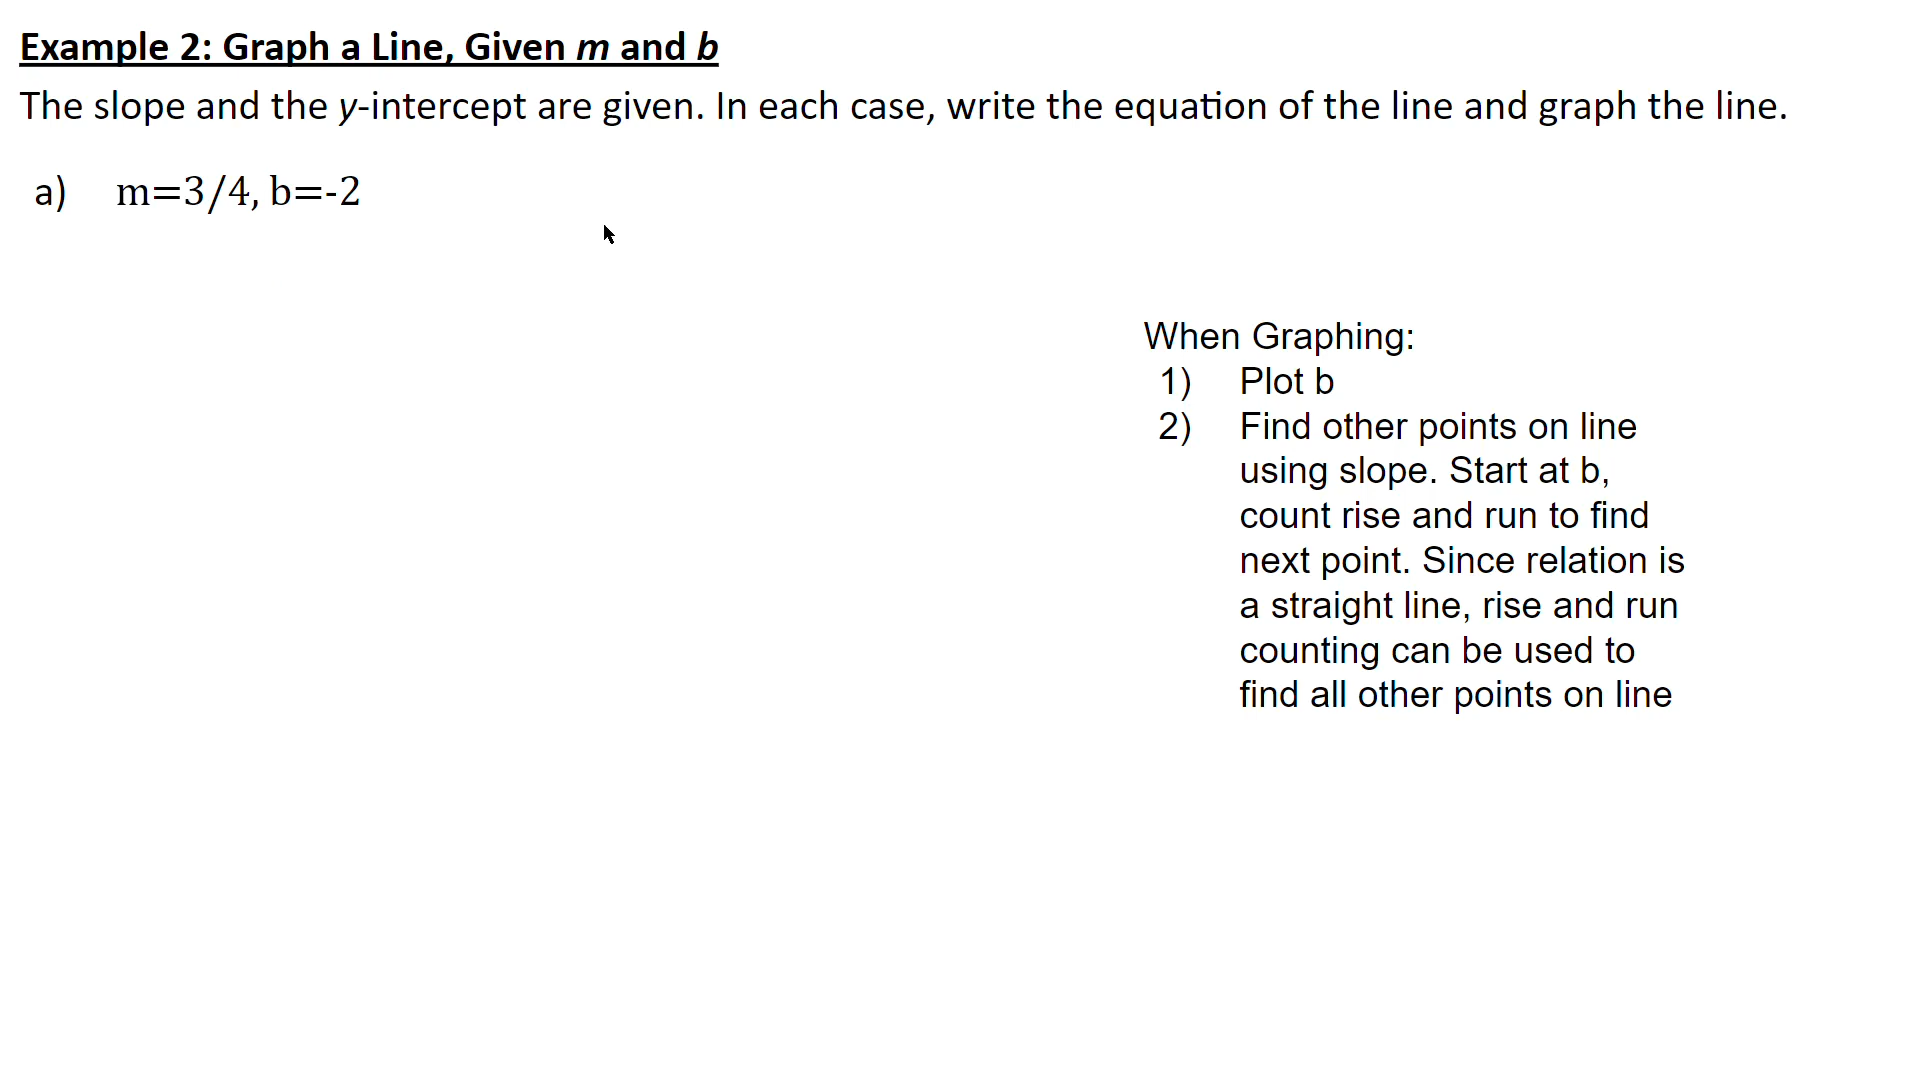 Example 2: Graph a Line, Given m and b
The slope and the y-intercept are given. In each case, write the equation of the line and graph the line.
a) m=3/4, b=-2
When Graphing:
1) Plot b
2) Find other points on line
using slope. Start at b,
count rise and run to find
next point. Since relation is
a straight line, rise and run
counting can be used to
find all other points on line